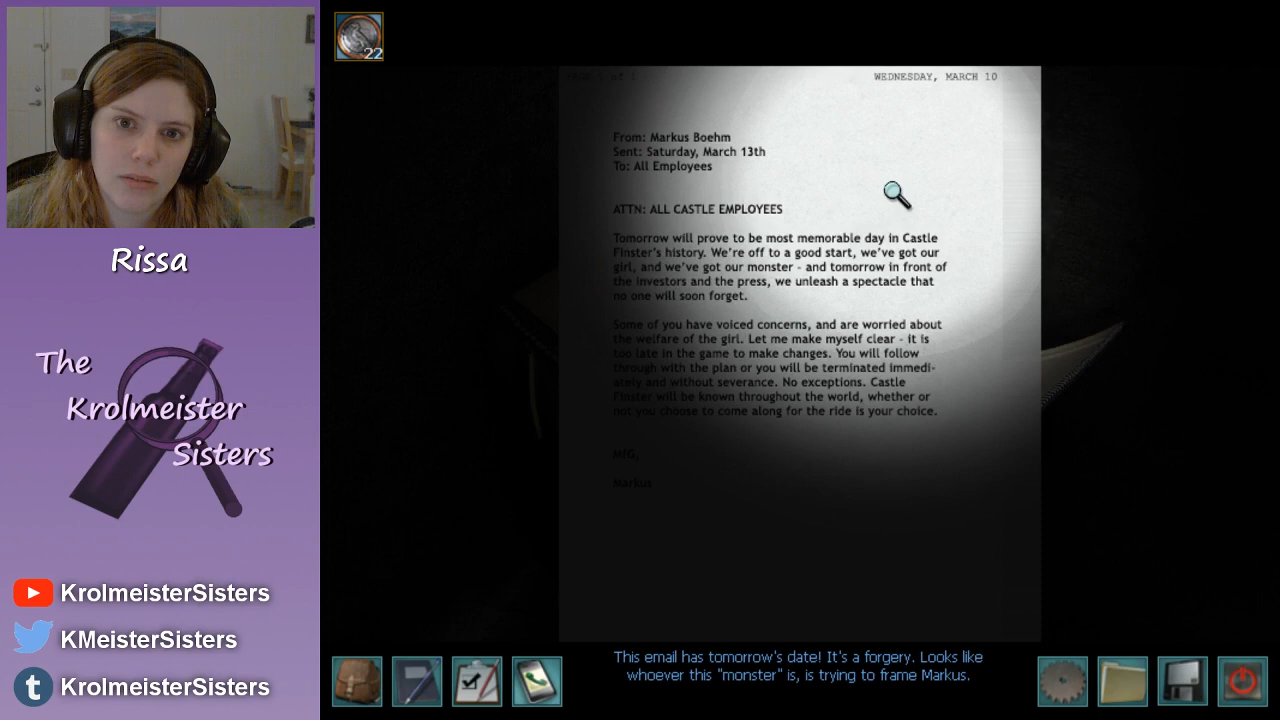 22
PAGE 1 of 1
WEDNESDAY, MARCH 10
From: Markus Boehm
Sent: Saturday, March 13th
To: All Employees
ATTN: ALL CASTLE EMPLOYEES
Tomorrow will prove to be most memorable day in Castle
Finster's history. We're off to a good start, we've got our
girl, and we've got our monster - and tomorrow in front of
the investors and the press, we unleash a spectacle that
no one will soon forget.
Some of you have voiced concerns, and are worried about
the welfare of the girl. Let me make myself clear - it is
too late in the game to make changes. You will follow
through with the plan or you will be terminated immedi-
ately and without severance. No exceptions. Castle
Finster will be known throughout the world, whether or
not you choose to come along for the ride is your choice.
MfG,
Markus
This email has tomorrow's date! It's a forgery. Looks like
whoever this "monster" is, is trying to frame Markus.
Rissa
The
Krolmeister
Sisters
KrolmeisterSisters
KMeisterSisters
t
KrolmeisterSisters